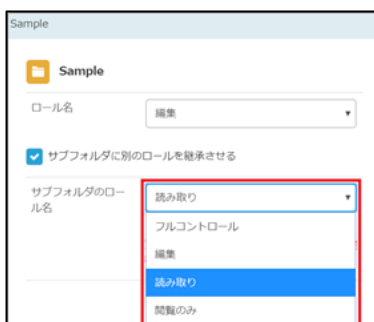 Sample
Sample
ロール名
編集
サブフォルダに別のロールを継承させる
サブフォルダのロー
ル名
読み取り
フルコントロール
編集
読み取り
閲覧のみ